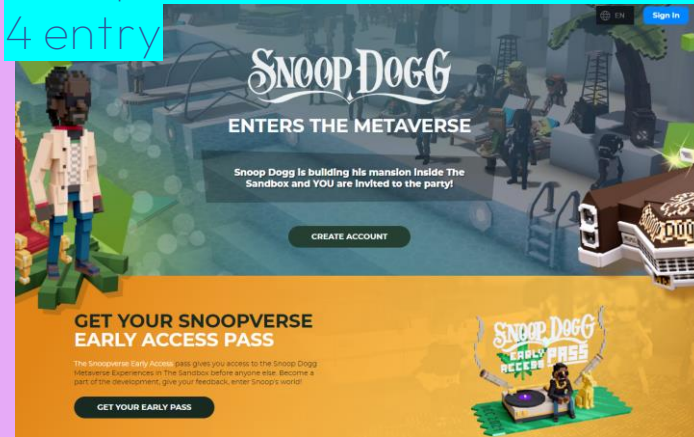 4 entry
EN
Sign In
SNOOP DOGG
ENTERS THE METAVERSE
Snoop Dogg is building his mansion inside The
Sandbox and YOU are invited to the party!
CREATE ACCOUNT
GET YOUR SNOOPVERSE
EARLY ACCESS PASS
The Snoopverse Early Access pass gives you access to the Snoop Dogg
Metaverse Experiences in The Sandbox before anyone else. Become a
part of the development, give your feedback, enter Snoop's world!
GET YOUR EARLY PASS
SNOOP DOGG
EARLY
ACCESS PASS